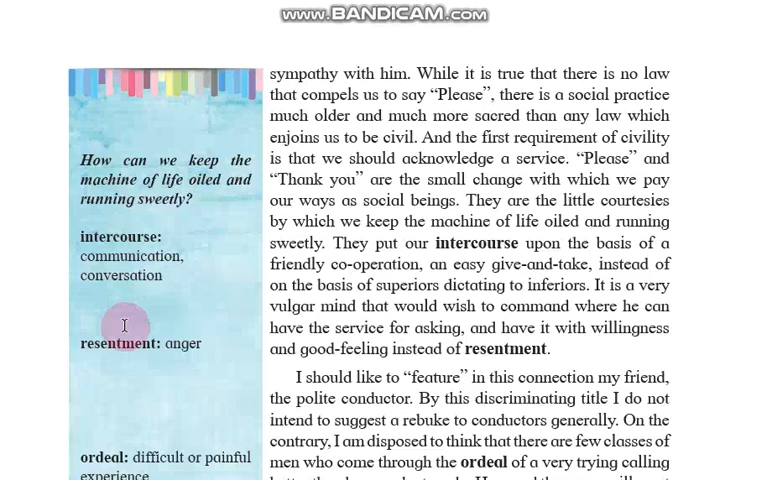 www.BANDICAM.com
How can we keep the
machine of life oiled and
running sweetly?
intercourse:
communication,
conversation
resentment: anger
ordeal: difficult or painful
experience
sympathy with him. While it is true that there is no law
that compels us to say “Please”, there is a social practice
much older and much more sacred than any law which
enjoins us to be civil. And the first requirement of civility
is that we should acknowledge a service. “Please” and
“Thank you” are the small change with which we pay
our ways as social beings. They are the little courtesies
by which we keep the machine of life oiled and running
sweetly. They put our intercourse upon the basis of a
friendly co-operation, an easy give-and-take, instead of
on the basis of superiors dictating to inferiors. It is a very
vulgar mind that would wish to command where he can
have the service for asking, and have it with willingness
and good-feeling instead of resentment.
I should like to “feature” in this connection my friend,
the polite conductor. By this discriminating title I do not
intend to suggest a rebuke to conductors generally. On the
contrary, I am disposed to think that there are few classes of
men who come through the ordeal of a very trying calling